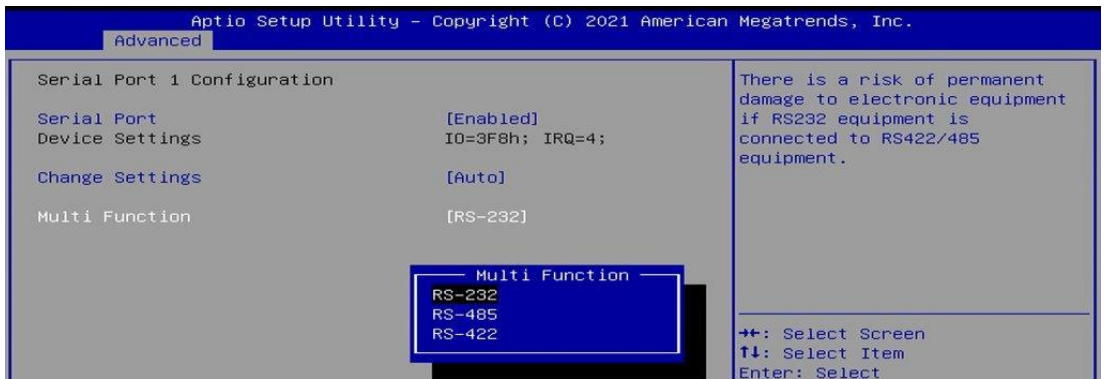 Aptio Setup Utility – Copyright (C) 2021 American Megatrends, Inc.
Advanced
Serial Port 1 Configuration
Serial Port [Enabled]
Device Settings IO=3F8h; IRQ=4;
Change Settings [Auto]
Multi Function [RS-232]
Multi Function
RS-232
RS-485
RS-422
There is a risk of permanent
damage to electronic equipment
if RS232 equipment is
connected to RS422/485
equipment.
→←: Select Screen
↑↓: Select Item
Enter: Select